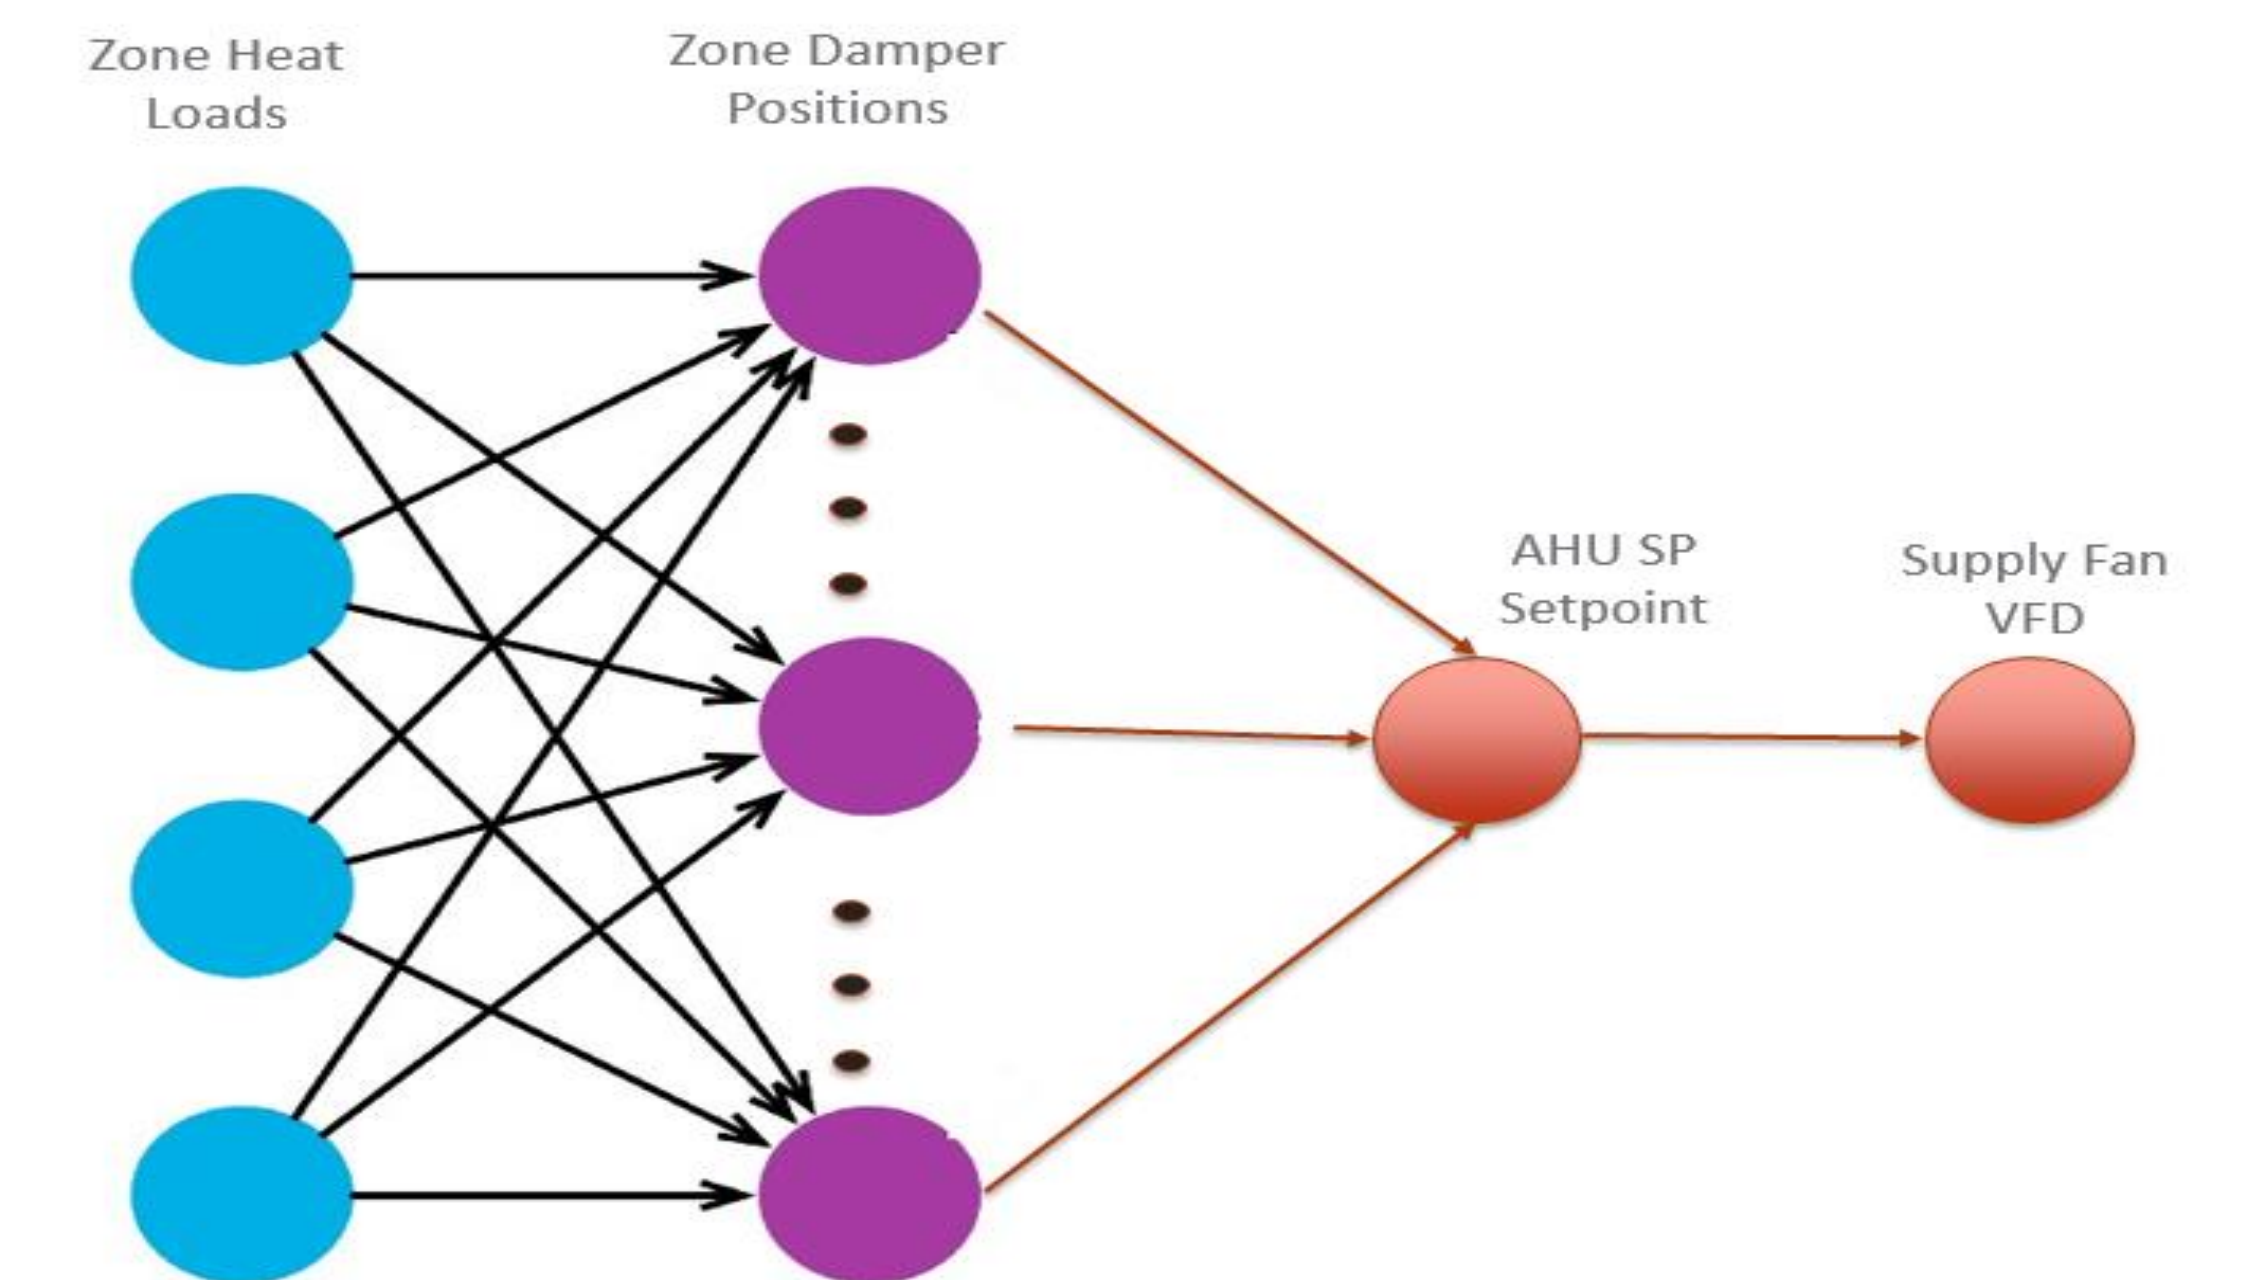 Zone Heat
Loads
Zone Damper
Positions
AHU SP
Setpoint
Supply Fan
VFD